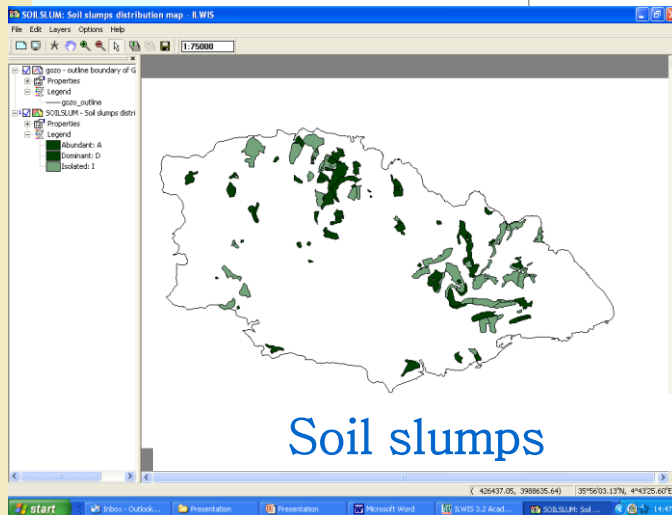 SOILSLUM: Soil slumps distribution map - ILWIS
File Edit Layers Options Help
1:75000
gozo - outline boundary of G
Properties
Legend
gozo_outline
SOILSLUM - Soil slumps distri
Properties
Legend
Abundant: A
Dominant: D
Isolated: I
Soil slumps
( 426437.05, 3988635.64) 35°56'03.13"N, 4°43'25.60"E
start Inbox - Outlook... Presentation Presentation Microsoft Word ILWIS 3.2 Acad... SOILSLUM: Soil ...